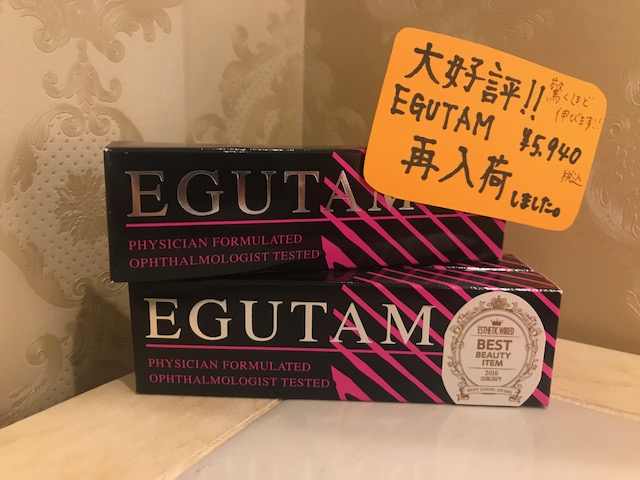 大好評!!
驚くほど
伸びます!!
EGUTAM
¥5,940
税込
再入荷
しました。
EGUTAM
PHYSICIAN FORMULATED
OPHTHALMOLOGIST TESTED
EGUTAM
PHYSICIAN FORMULATED
OPHTHALMOLOGIST TESTED
ESTHETIC WIRED
BEST
BEAUTY
ITEM
2016